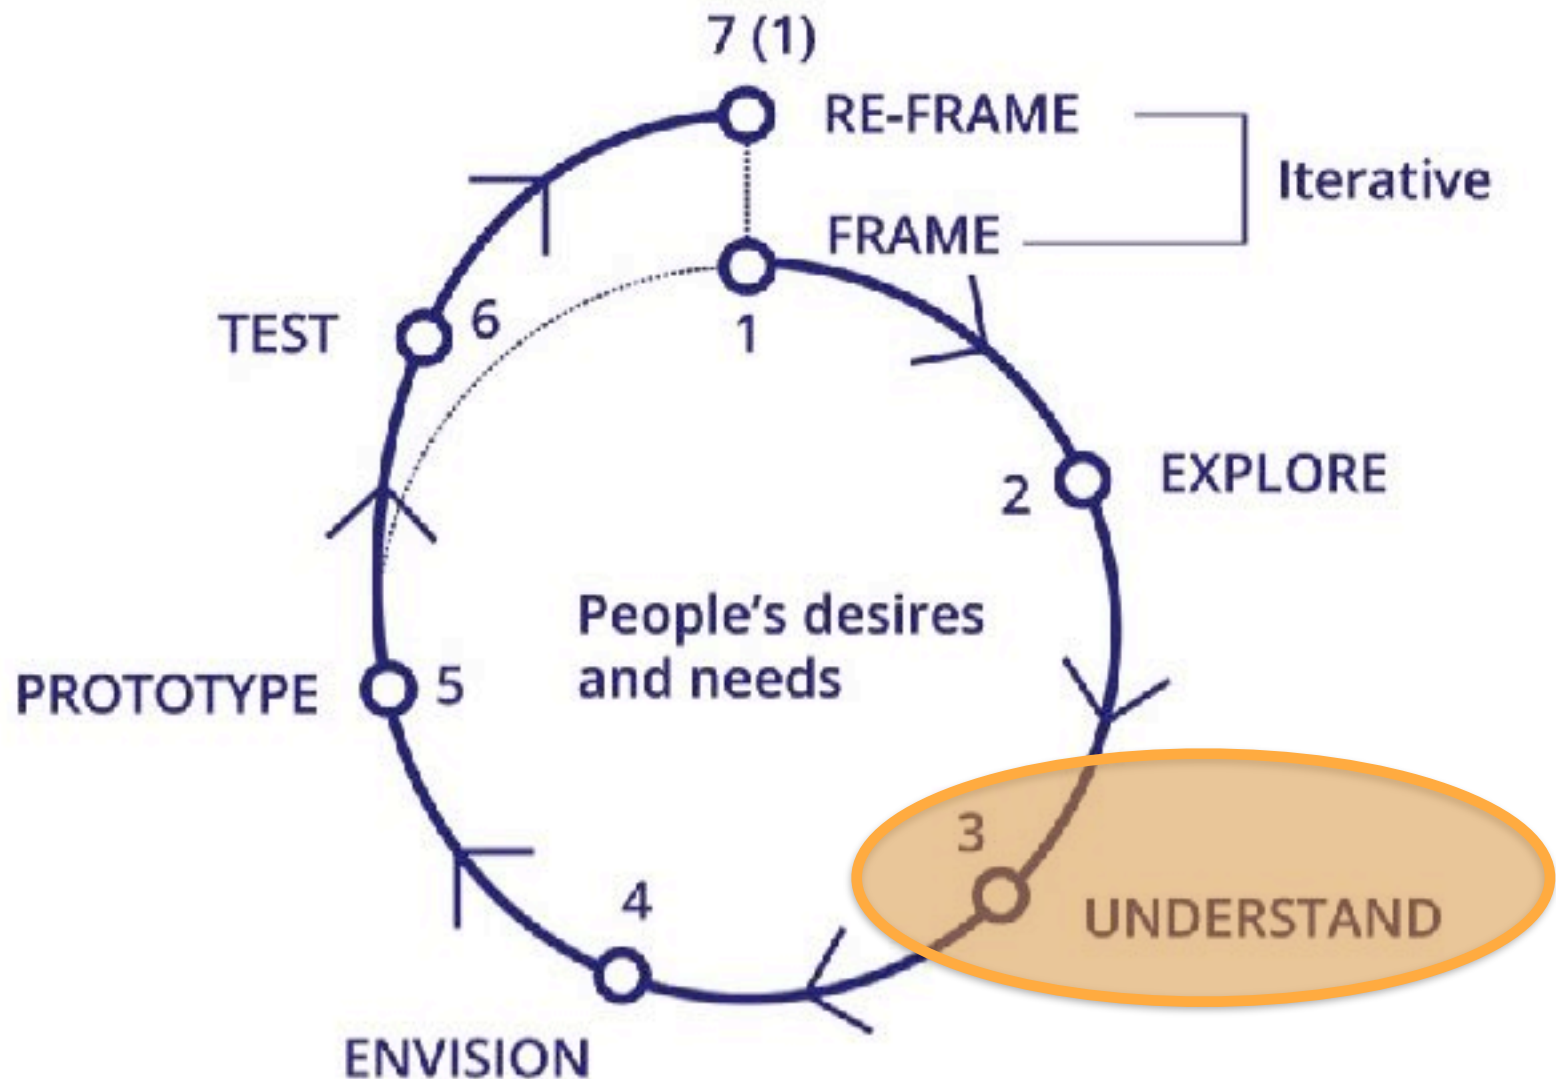 7 (1)
RE-FRAME
Iterative
FRAME
1
TEST
6
2
EXPLORE
People’s desires
and needs
PROTOTYPE
5
3
UNDERSTAND
4
ENVISION